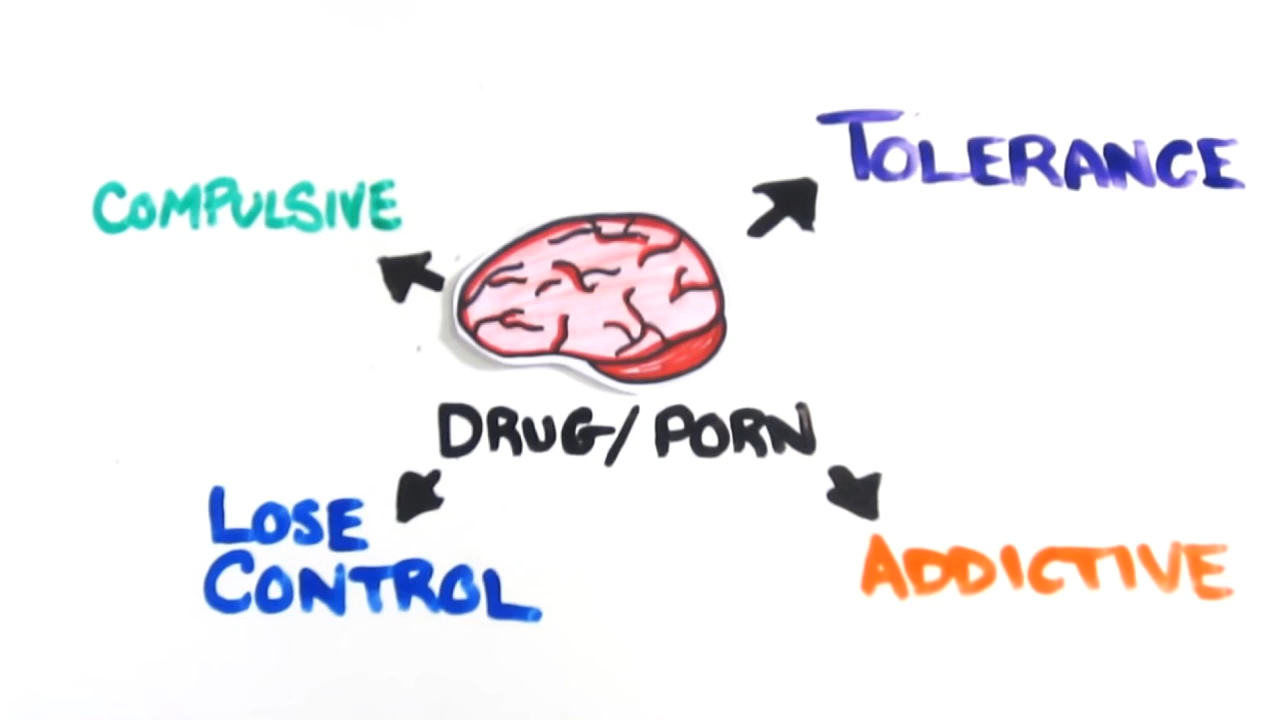 COMPULSIVE
TOLERANCE
DRUG/PORN
LOSE
CONTROL
ADDICTIVE